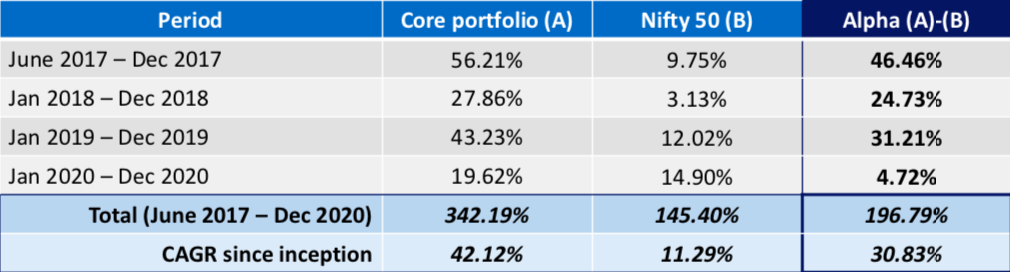 Period Core portfolio (A) Nifty 50 (B) Alpha (A)-(B)
June 2017 – Dec 2017 56.21% 9.75% 46.46%
Jan 2018 – Dec 2018 27.86% 3.13% 24.73%
Jan 2019 – Dec 2019 43.23% 12.02% 31.21%
Jan 2020 – Dec 2020 19.62% 14.90% 4.72%
Total (June 2017 – Dec 2020) 342.19% 145.40% 196.79%
CAGR since inception 42.12% 11.29% 30.83%